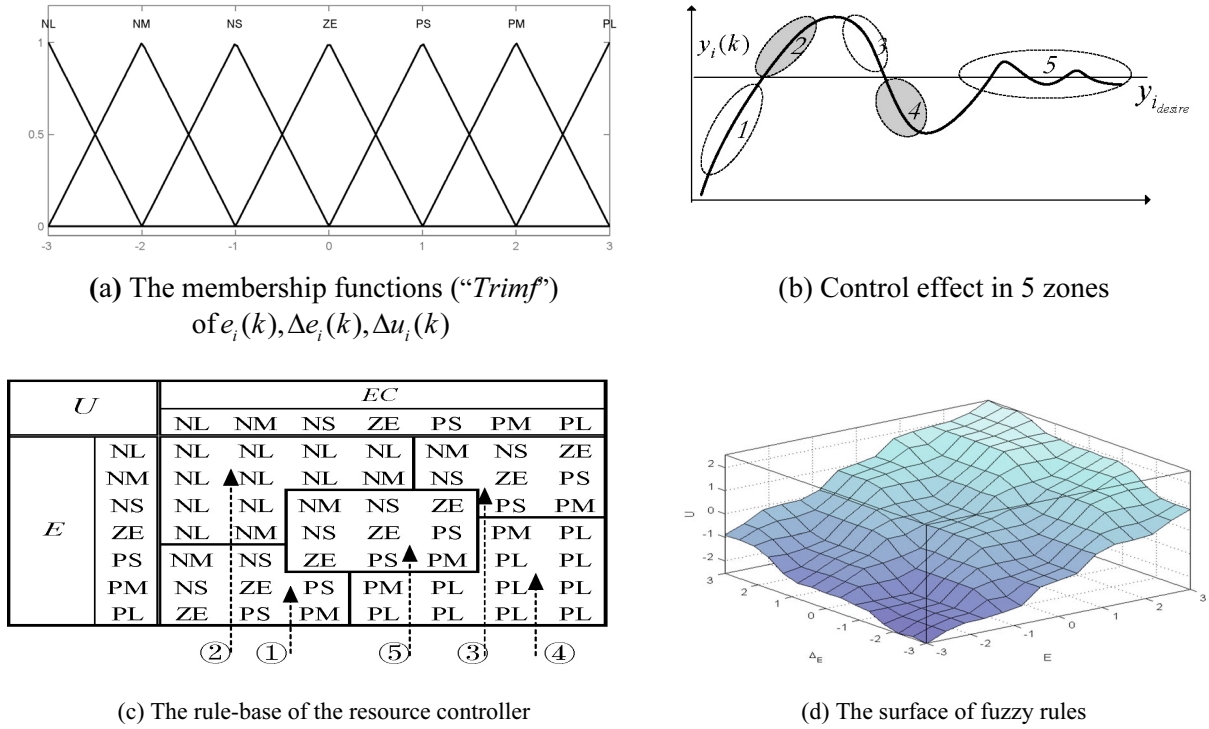 NL NM NS ZE PS PM PL
1
0.5
0
-3 -2 -1 0 1 2 3
(a) The membership functions (“Trimf”)
of e_i(k), Δe_i(k), Δu_i(k)
y_i(k)
1 2 3 4 5
y_{i_{desire}}
(b) Control effect in 5 zones
U EC
NL NM NS ZE PS PM PL
E
NL NL NL NL NL NM NS ZE
NM NL NL NL NM NS ZE PS
NS NL NL NM NS ZE PS PM
ZE NL NM NS ZE PS PM PL
PS NM NS ZE PS PM PL PL
PM NS ZE PS PM PL PL PL
PL ZE PS PM PL PL PL PL
② ① ⑤ ③ ④
(c) The rule-base of the resource controller
U
2
1
0
-1
-2
3 2 1 0 -1 -2 -3
Δ_E
-3 -2 -1 0 1 2 3
E
(d) The surface of fuzzy rules